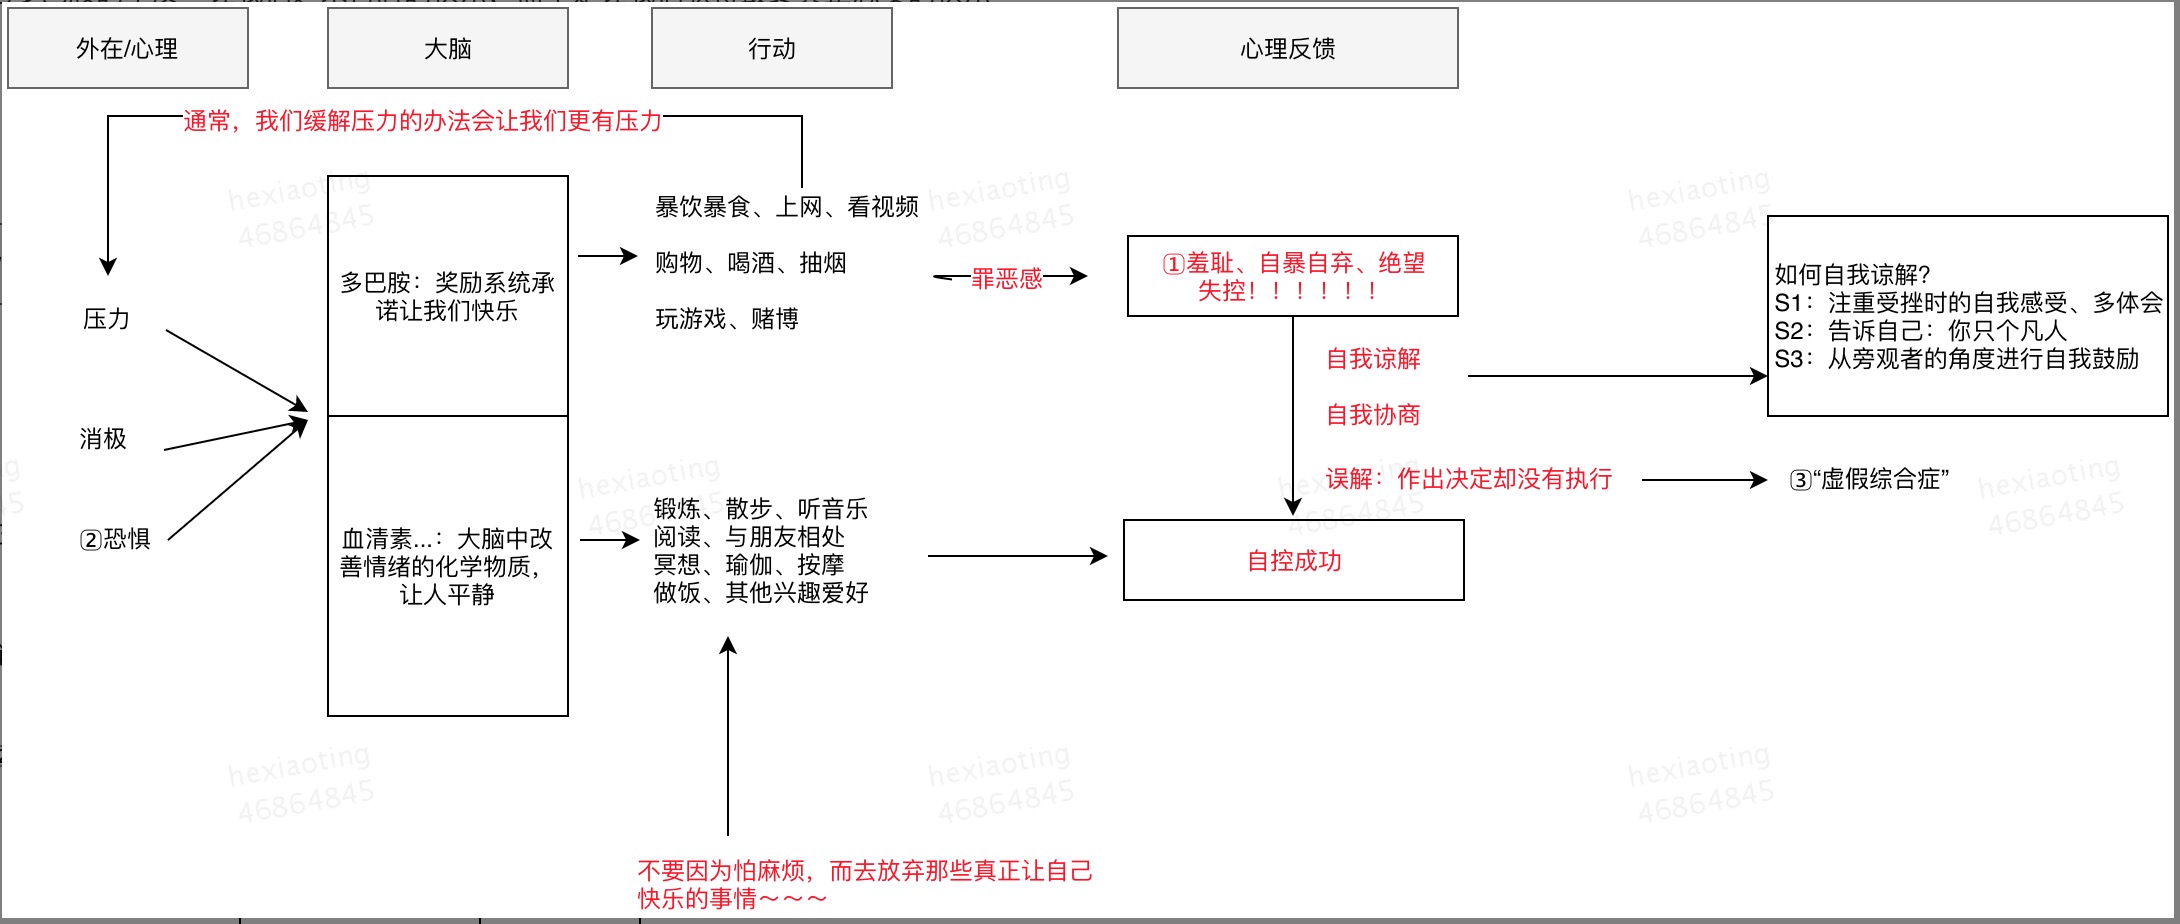 外在/心理
大脑
行动
心理反馈
通常，我们缓解压力的办法会让我们更有压力
压力
消极
②恐惧
多巴胺：奖励系统承
诺让我们快乐
血清素...：大脑中改
善情绪的化学物质，
让人平静
暴饮暴食、上网、看视频
购物、喝酒、抽烟
玩游戏、赌博
锻炼、散步、听音乐
阅读、与朋友相处
冥想、瑜伽、按摩
做饭、其他兴趣爱好
不要因为怕麻烦，而去放弃那些真正让自己
快乐的事情～～～
罪恶感
①羞耻、自暴自弃、绝望
失控！！！！！！
自我谅解
自我协商
误解：作出决定却没有执行
自控成功
如何自我谅解？
S1：注重受挫时的自我感受、多体会
S2：告诉自己：你只个凡人
S3：从旁观者的角度进行自我鼓励
③“虚假综合症”
hexiaoting
46864845
hexiaoting
46864845
hexiaoting
46864845
hexiaoting
46864845
hexiaoting
46864845
hexiaoting
46864845
hexiaoting
46864845
hexiaoting
46864845
hexiaoting
46864845